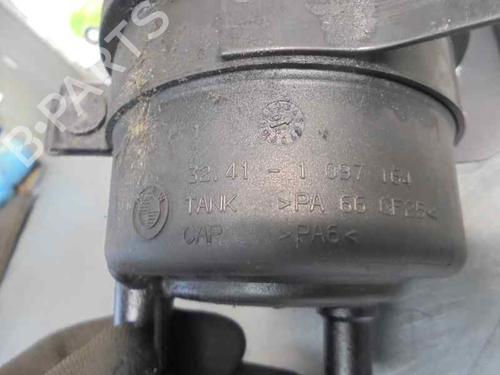 B-PARTS
32.41 - 1 097 164
TANK >PA 66 GF25<
CAP >PA6<